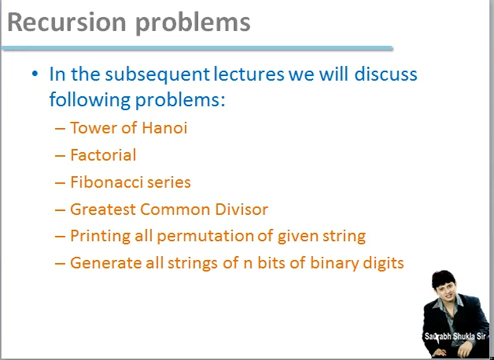 Recursion problems
• In the subsequent lectures we will discuss
following problems:
– Tower of Hanoi
– Factorial
– Fibonacci series
– Greatest Common Divisor
– Printing all permutation of given string
– Generate all strings of n bits of binary digits
Saurabh Shukla Sir